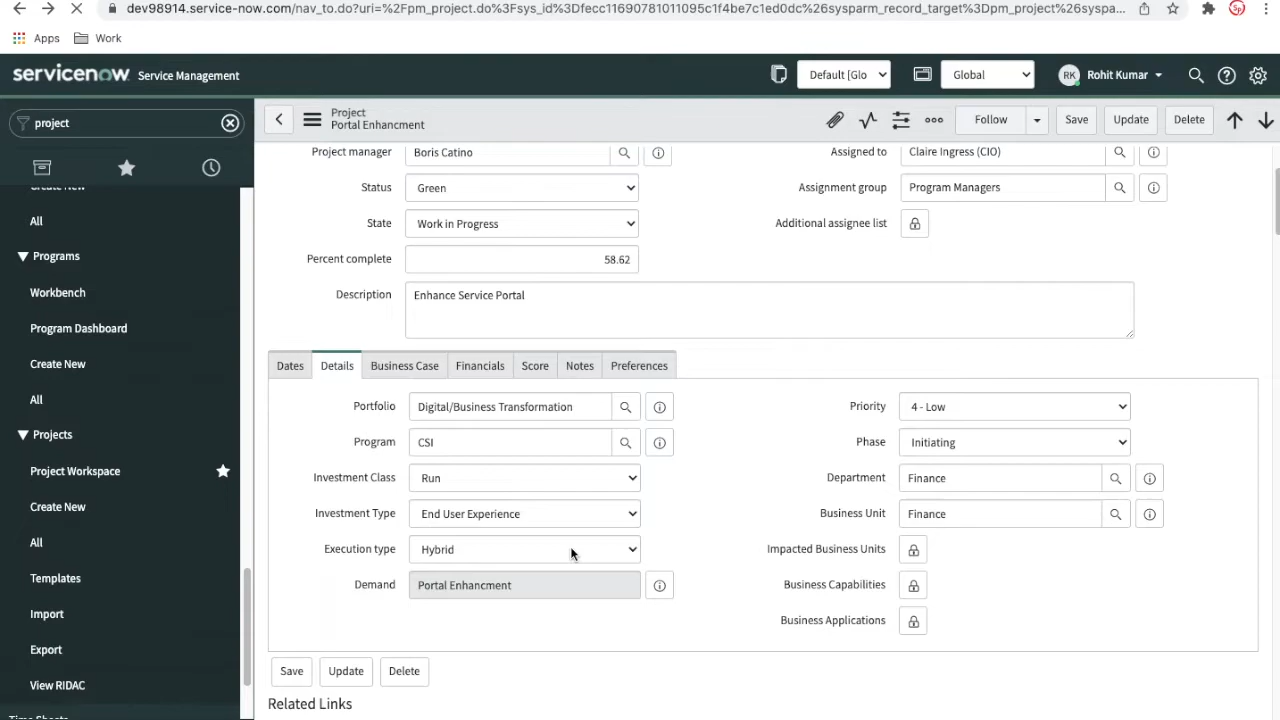 dev98914.service-now.com/nav_to.do?uri=%2Fpm_project.do%3Fsys_id%3Dfecc11690781011095c1f4be7c1ed0dc%26sysparm_record_target%3Dpm_project%26syspa...
Apps Work
servicenow Service Management Default [Glo Global RK Rohit Kumar
project
Project
Portal Enhancment
Follow Save Update Delete
Create New
All
Programs
Workbench
Program Dashboard
Create New
All
Projects
Project Workspace
Create New
All
Templates
Import
Export
View RIDAC
Time Sheets
Project manager Boris Catino Assigned to Claire Ingress (CIO)
Status Green Assignment group Program Managers
State Work in Progress Additional assignee list
Percent complete 58.62
Description Enhance Service Portal
Dates Details Business Case Financials Score Notes Preferences
Portfolio Digital/Business Transformation Priority 4 - Low
Program CSI Phase Initiating
Investment Class Run Department Finance
Investment Type End User Experience Business Unit Finance
Execution type Hybrid Impacted Business Units
Demand Portal Enhancment Business Capabilities
Business Applications
Save Update Delete
Related Links